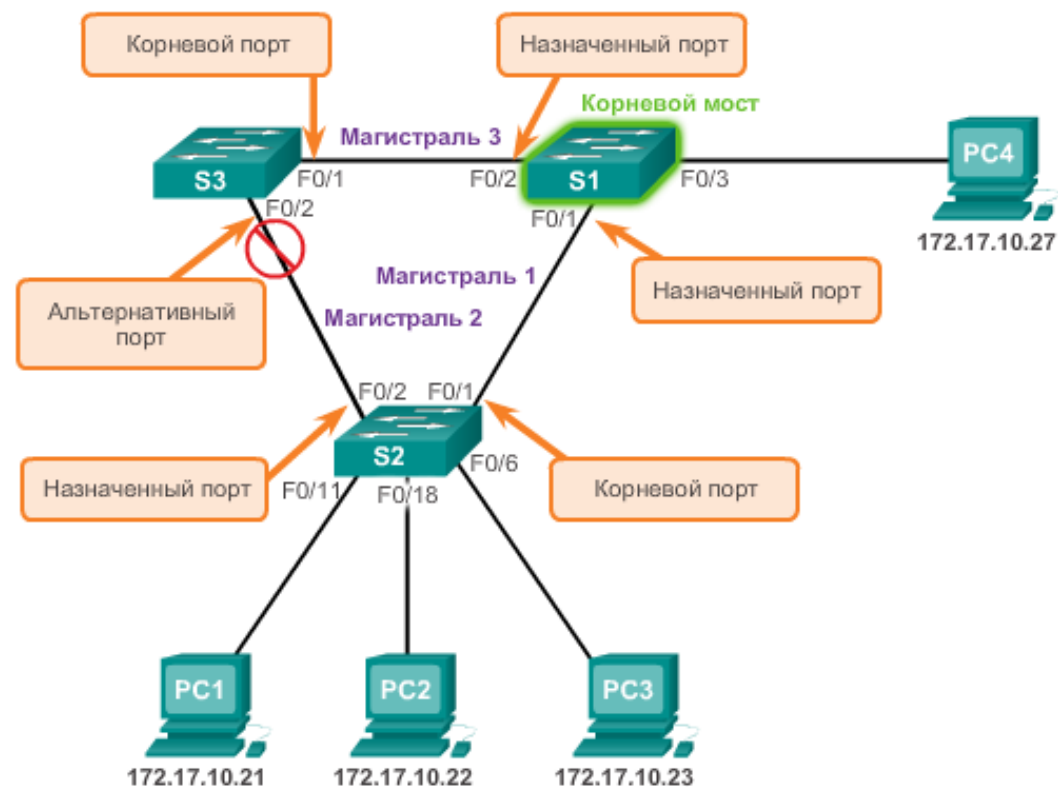 Корневой порт
Назначенный порт
Корневой мост
Магистраль 3
S3
F0/1
F0/2
S1
F0/3
PC4
F0/2
F0/1
172.17.10.27
Магистраль 1
Назначенный порт
Альтернативный
порт
Магистраль 2
F0/2
F0/1
S2
F0/6
Назначенный порт
F0/11
F0/18
Корневой порт
PC1
PC2
PC3
172.17.10.21
172.17.10.22
172.17.10.23